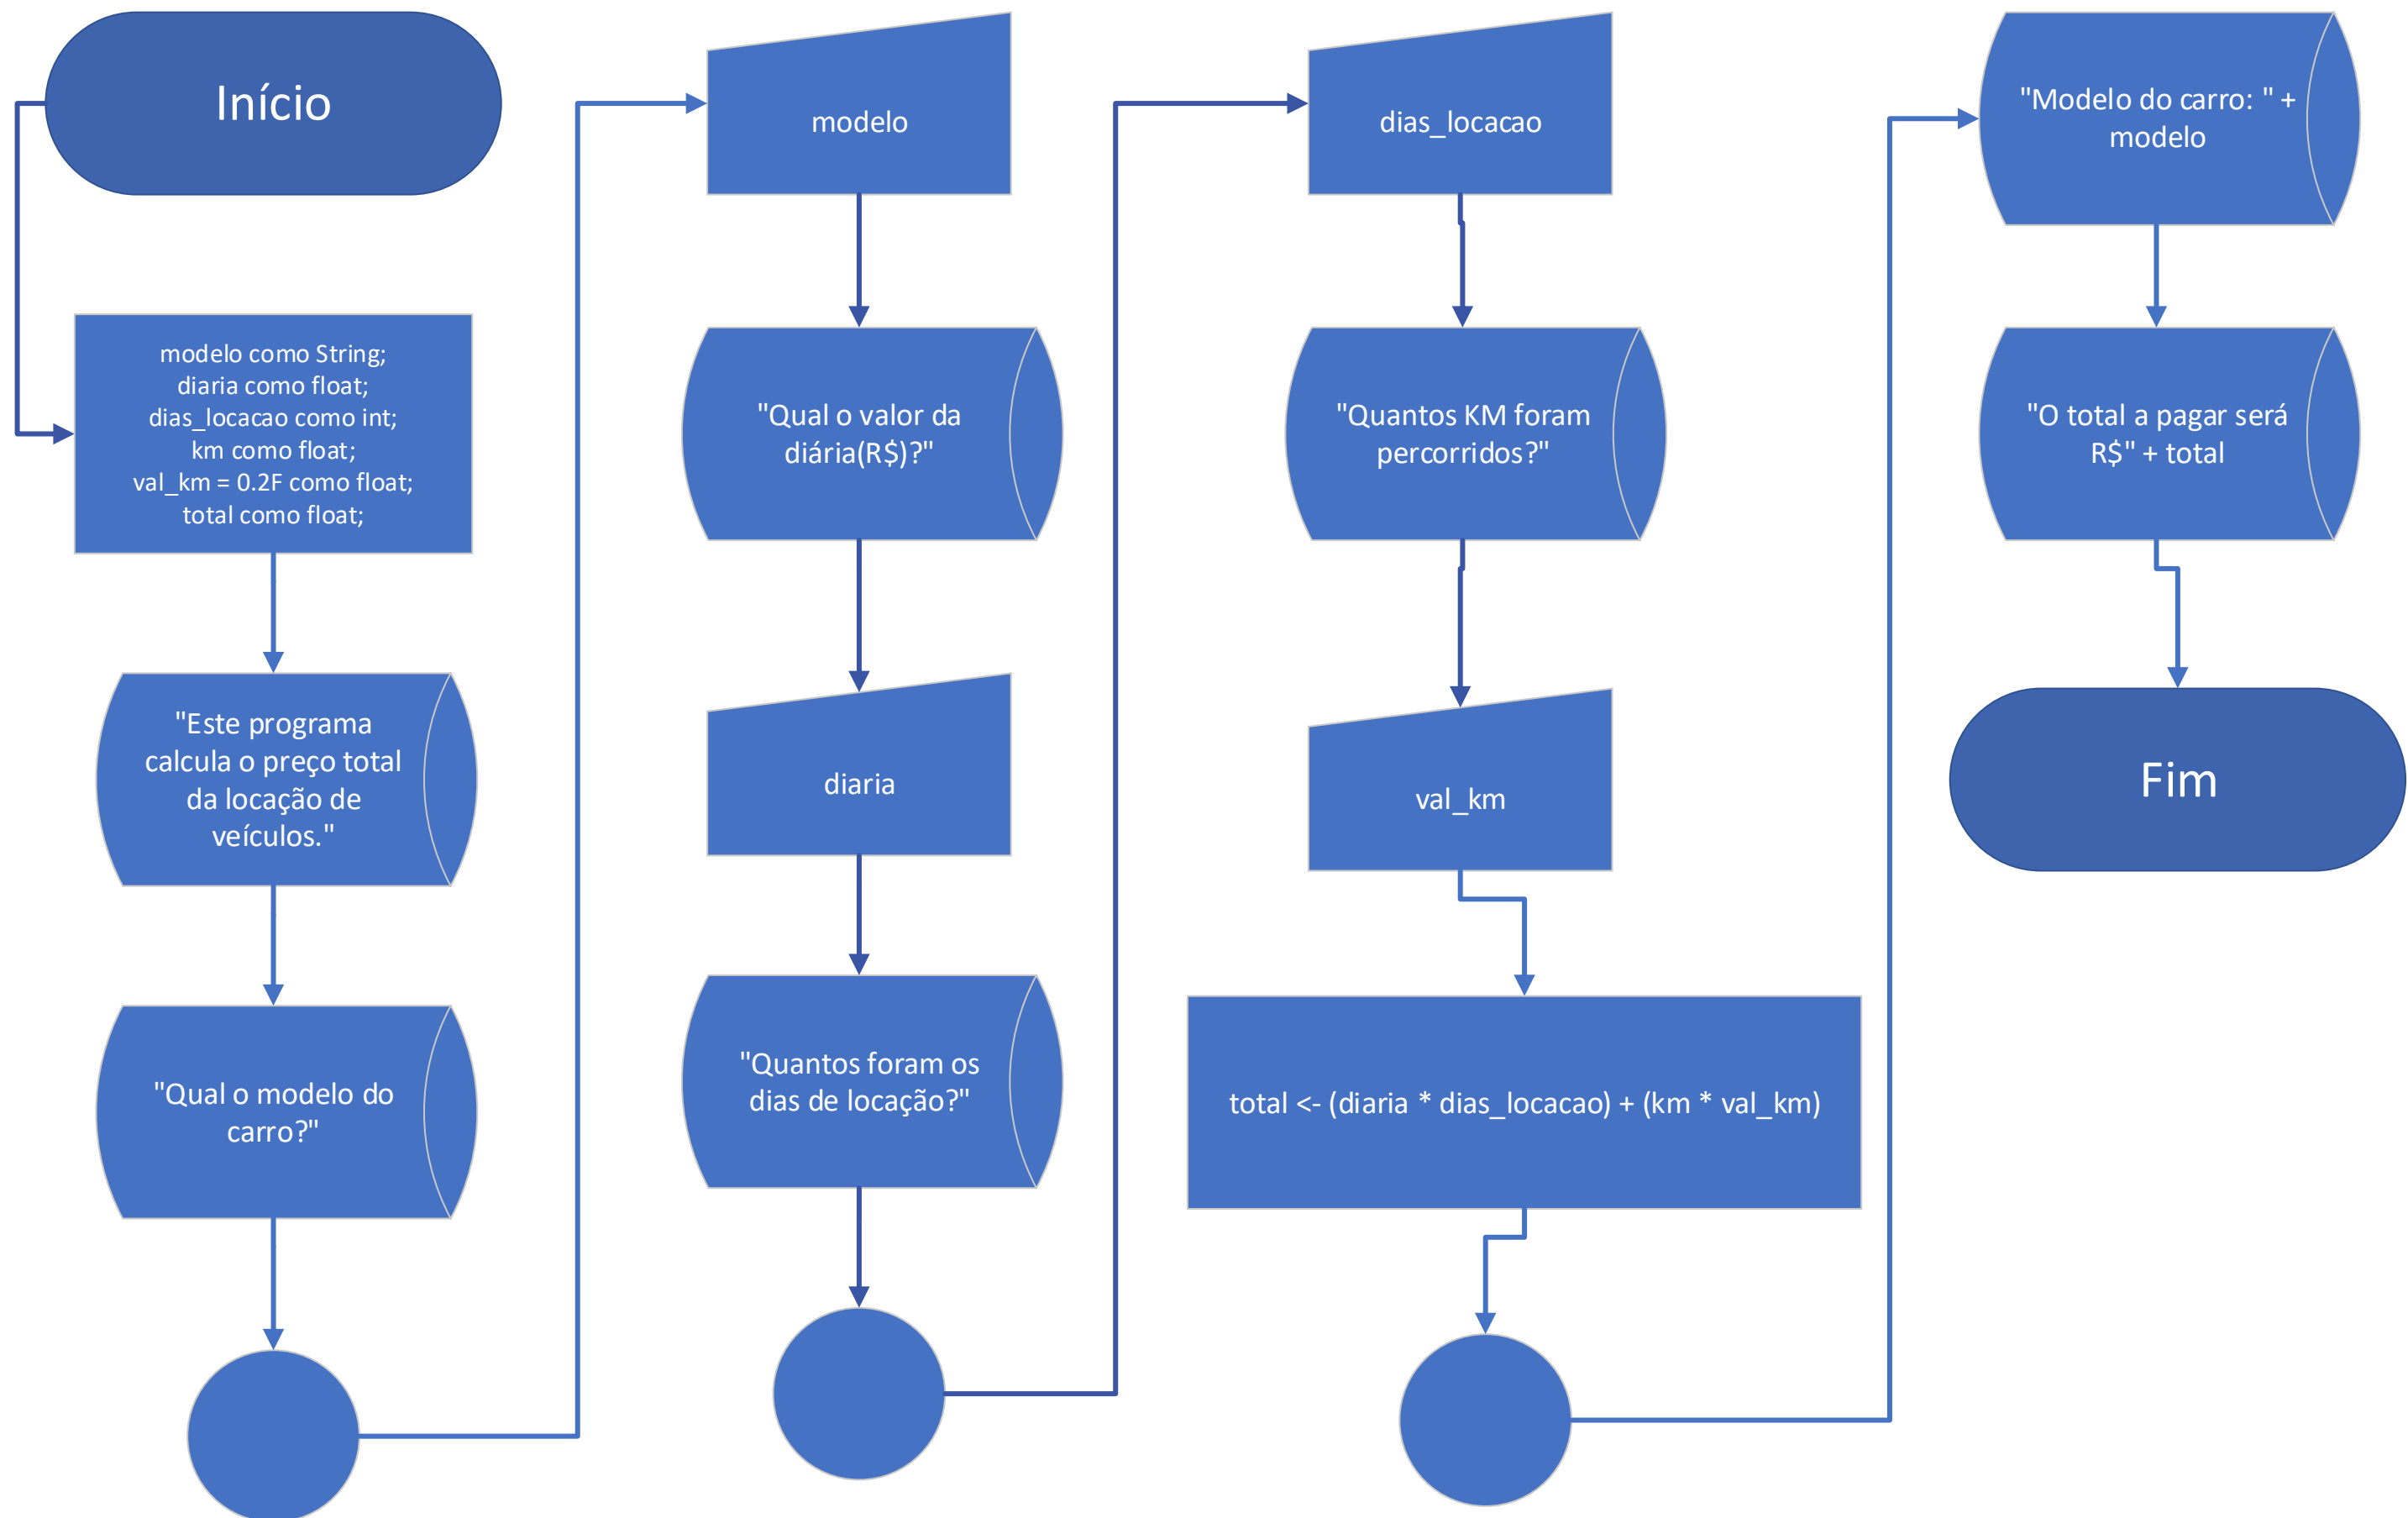 Início
modelo como String;
diaria como float;
dias_locacao como int;
km como float;
val_km = 0.2F como float;
total como float;
"Este programa
calcula o preço total
da locação de
veículos."
"Qual o modelo do
carro?"
modelo
"Qual o valor da
diária(R$)?"
diaria
"Quantos foram os
dias de locação?"
dias_locacao
"Quantos KM foram
percorridos?"
val_km
total <- (diaria * dias_locacao) + (km * val_km)
"Modelo do carro: " +
modelo
"O total a pagar será
R$" + total
Fim